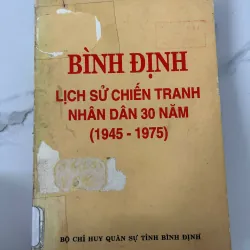 BÌNH ĐỊNH
LỊCH SỬ CHIẾN TRANH
NHÂN DÂN 30 NĂM
(1945 - 1975)
BỘ CHỈ HUY QUÂN SỰ TỈNH BÌNH ĐỊNH